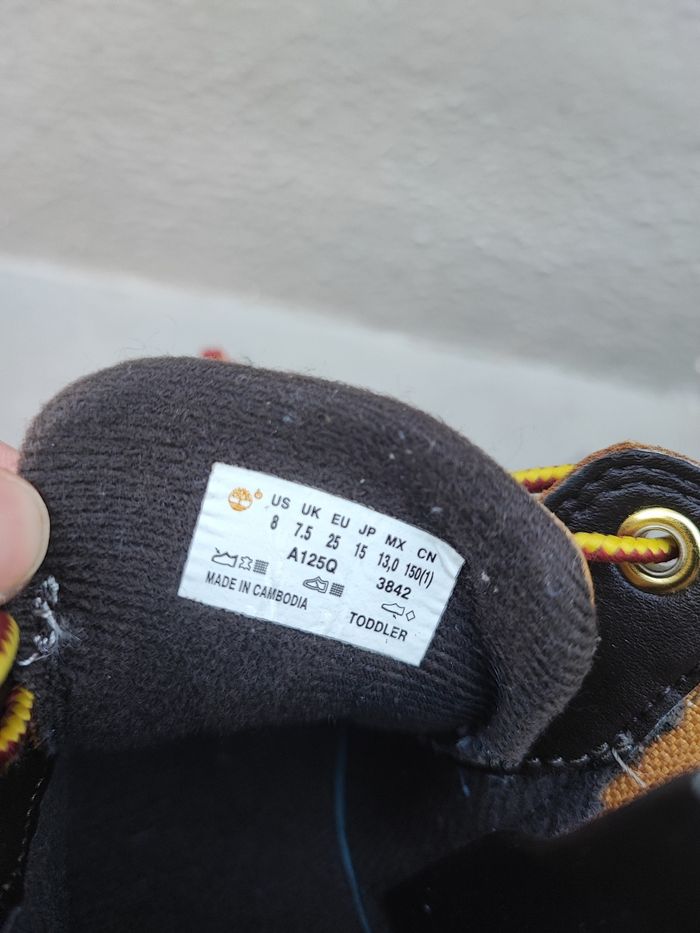 US UK EU JP MX CN
8 7.5 25 15 13,0 150(1)
A125Q 3842
MADE IN CAMBODIA
TODDLER